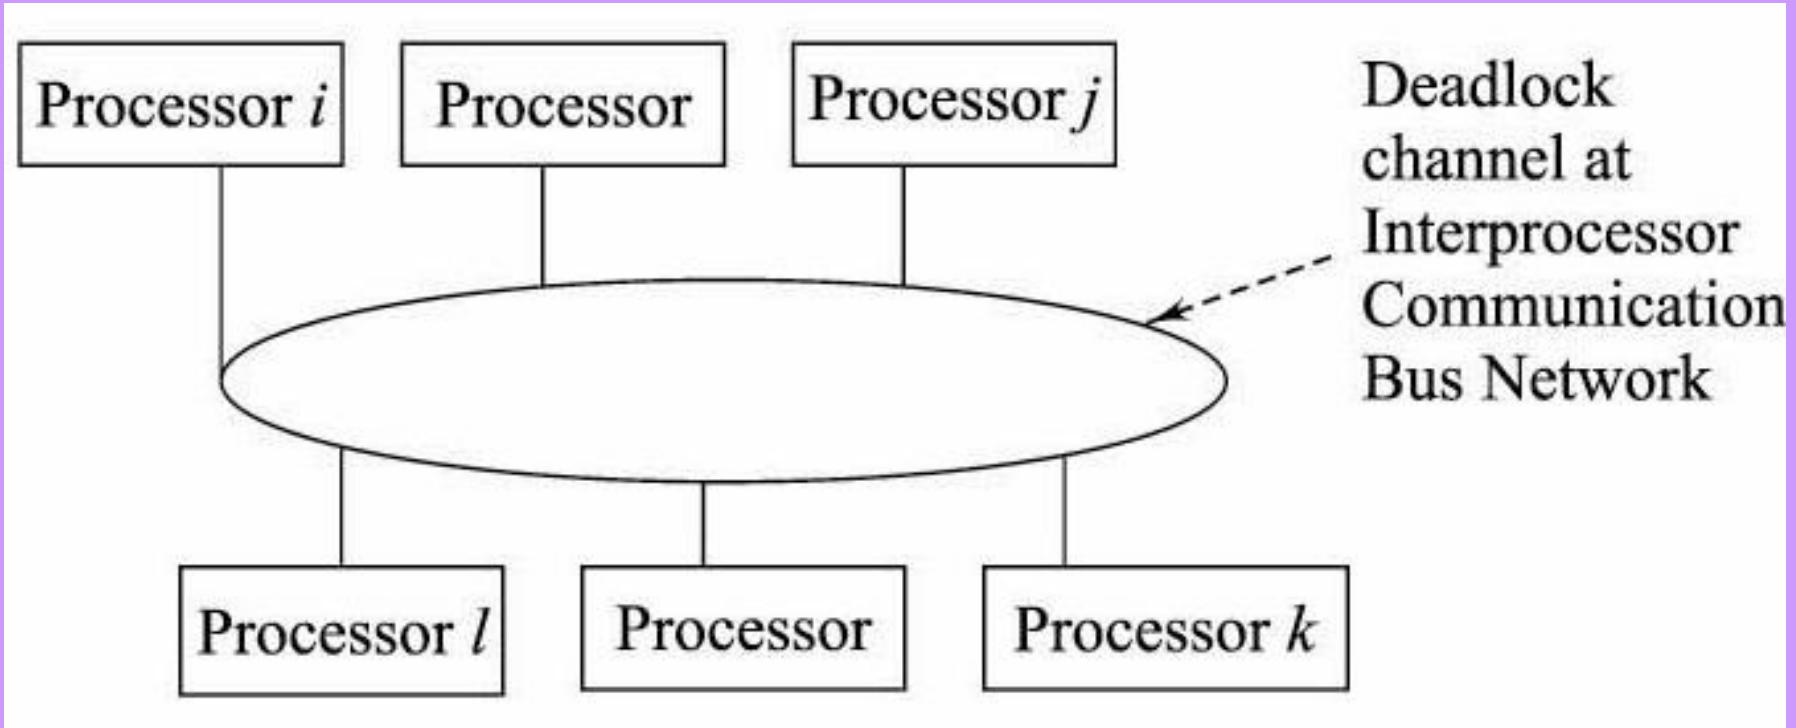 Processor i
Processor
Processor j
Deadlock
channel at
Interprocessor
Communication
Bus Network
Processor l
Processor
Processor k